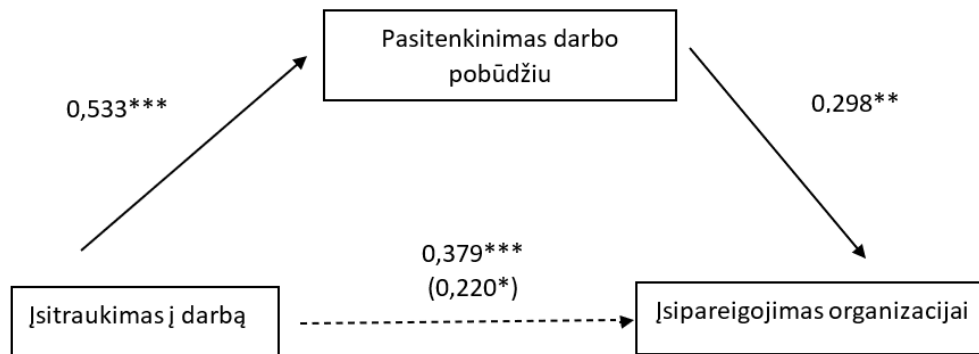 Pasitenkinimas darbo
pobūdžiu
0,533***
0,298**
0,379***
(0,220*)
Įsitraukimas į darbą
Įsipareigojimas organizacijai